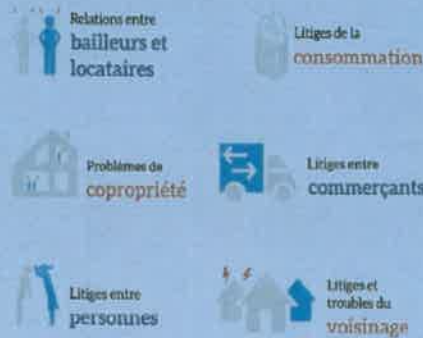 Relations entre
bailleurs et
locataires
Litiges de la
consommation
Problèmes de
copropriété
Litiges entre
commerçants
Litiges entre
personnes
Litiges et
troubles du
voisinage